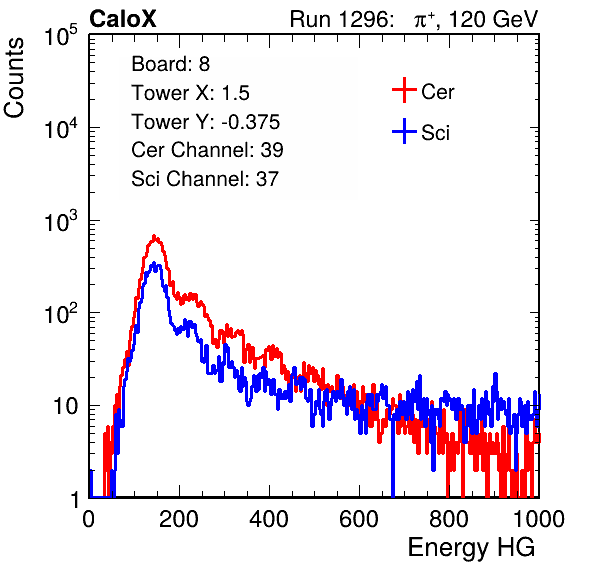 CaloX Run 1296: π⁺, 120 GeV
Counts
Board: 8
Tower X: 1.5
Tower Y: -0.375
Cer Channel: 39
Sci Channel: 37
Cer
Sci
10⁵
10⁴
10³
10²
10
1
0 200 400 600 800 1000
Energy HG